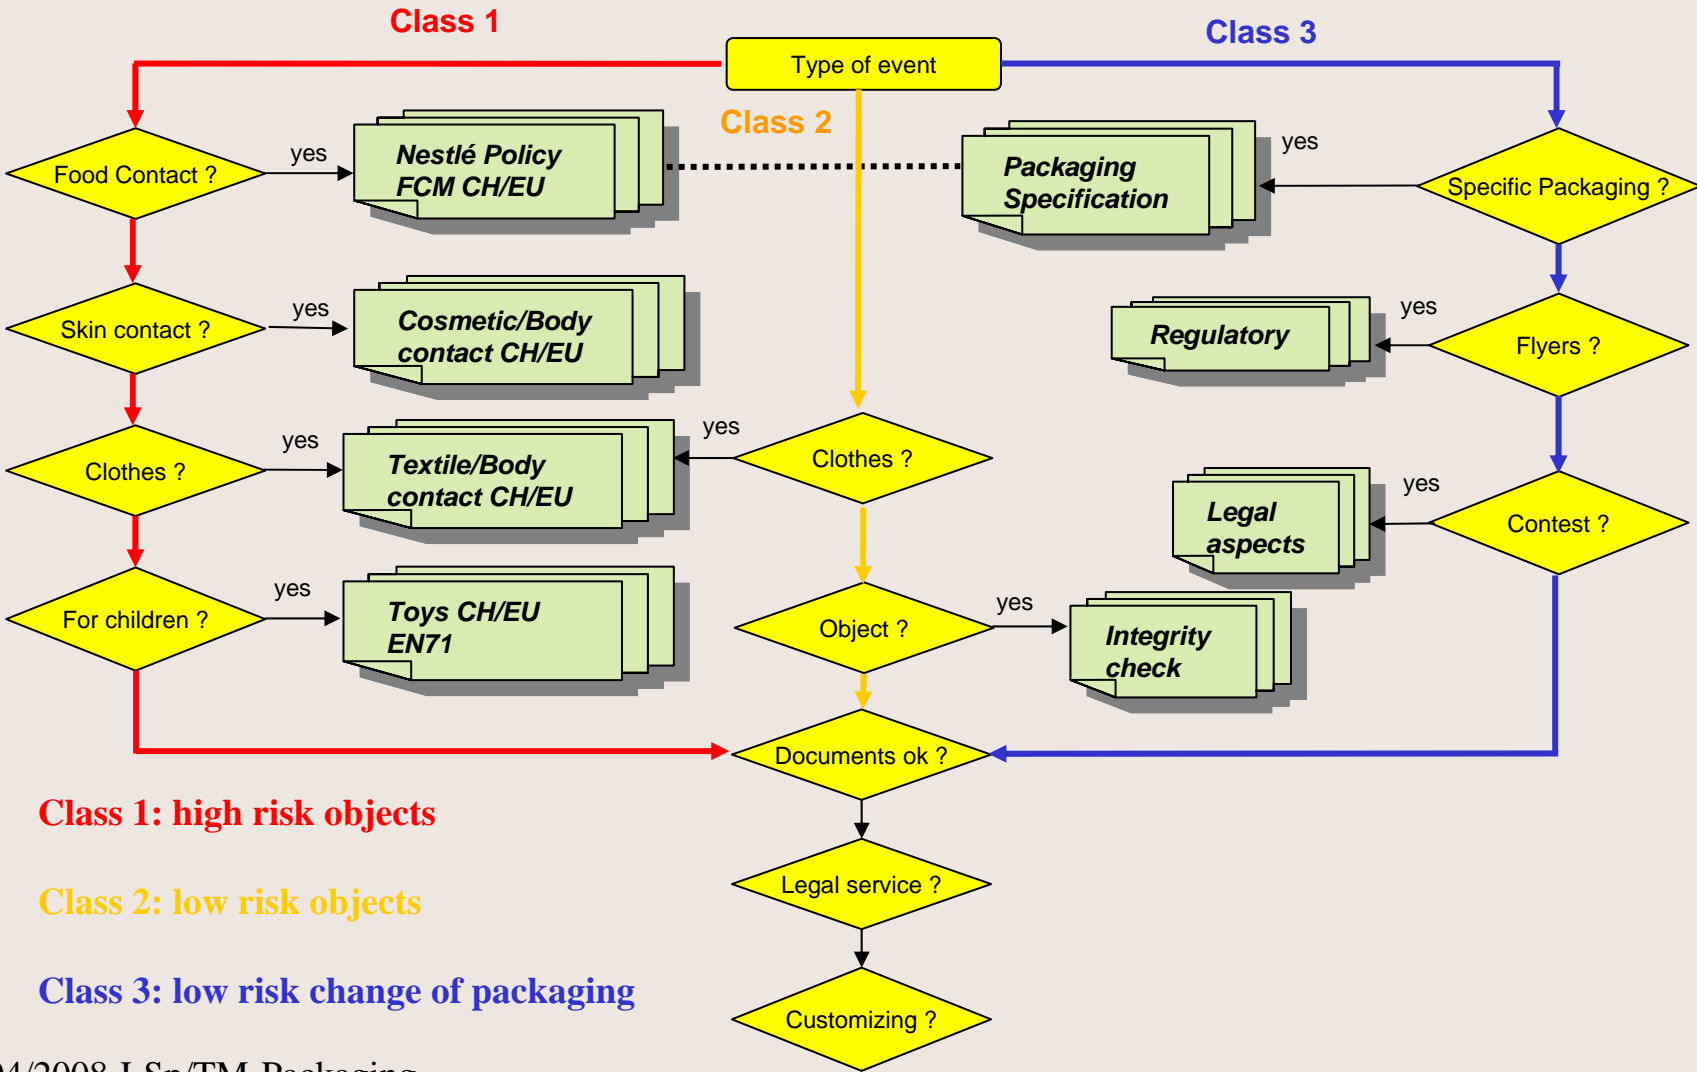 Class 1
Type of event
Class 3
Class 2
Food Contact ?
yes
Nestlé Policy
FCM CH/EU
Packaging
Specification
yes
Specific Packaging ?
Skin contact ?
yes
Cosmetic/Body
contact CH/EU
Regulatory
yes
Flyers ?
Clothes ?
yes
Textile/Body
contact CH/EU
yes
Clothes ?
Legal
aspects
yes
Contest ?
For children ?
yes
Toys CH/EU
EN71
Object ?
yes
Integrity
check
Documents ok ?
Class 1: high risk objects
Legal service ?
Class 2: low risk objects
Class 3: low risk change of packaging
Customizing ?